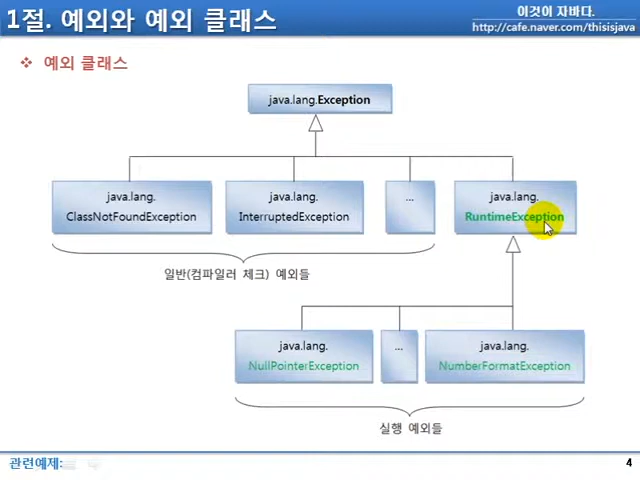 1절. 예외와 예외 클래스
이것이 자바다.
http://cafe.naver.com/thisisjava
❖ 예외 클래스
java.lang.Exception
java.lang.
ClassNotFoundException
java.lang.
InterruptedException
...
java.lang.
RuntimeException
일반(컴파일러 체크) 예외들
java.lang.
NullPointerException
...
java.lang.
NumberFormatException
실행 예외들
관련예제:
4